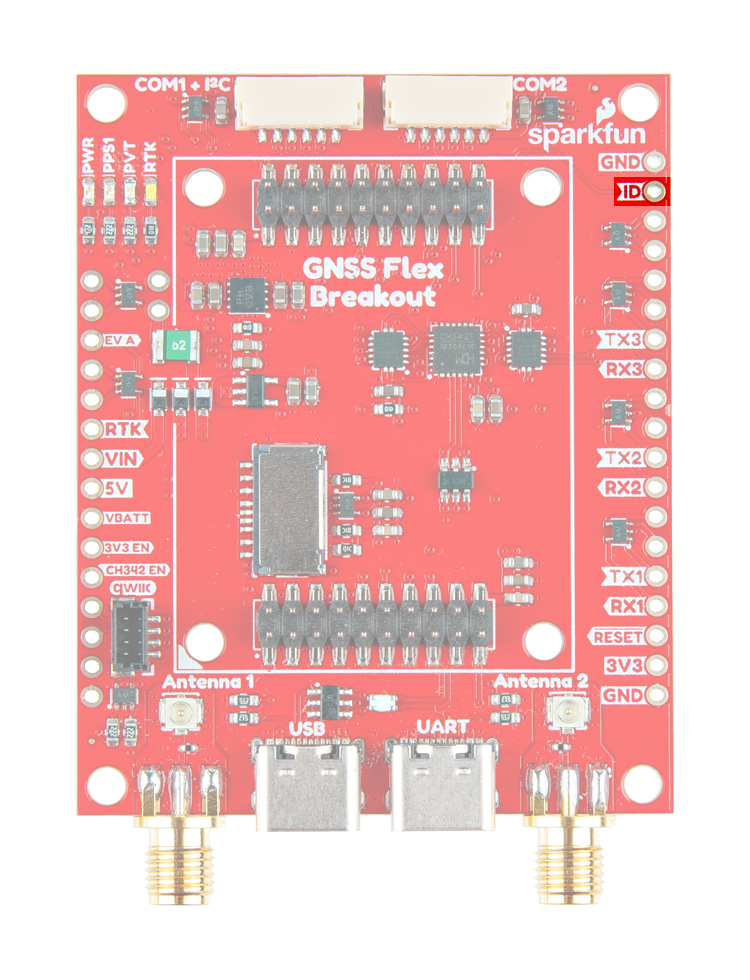 COM1 + I²C
COM2
sparkfun
PWR
PPS1
PVT
RTK
GND
ID
GNSS Flex
Breakout
EV A
b2
TX3
RX3
RTK
VIN
TX2
5V
RX2
VBATT
3V3 EN
CH342 EN
TX1
qwiic
RX1
RESET
3V3
Antenna 1
Antenna 2
GND
USB
UART